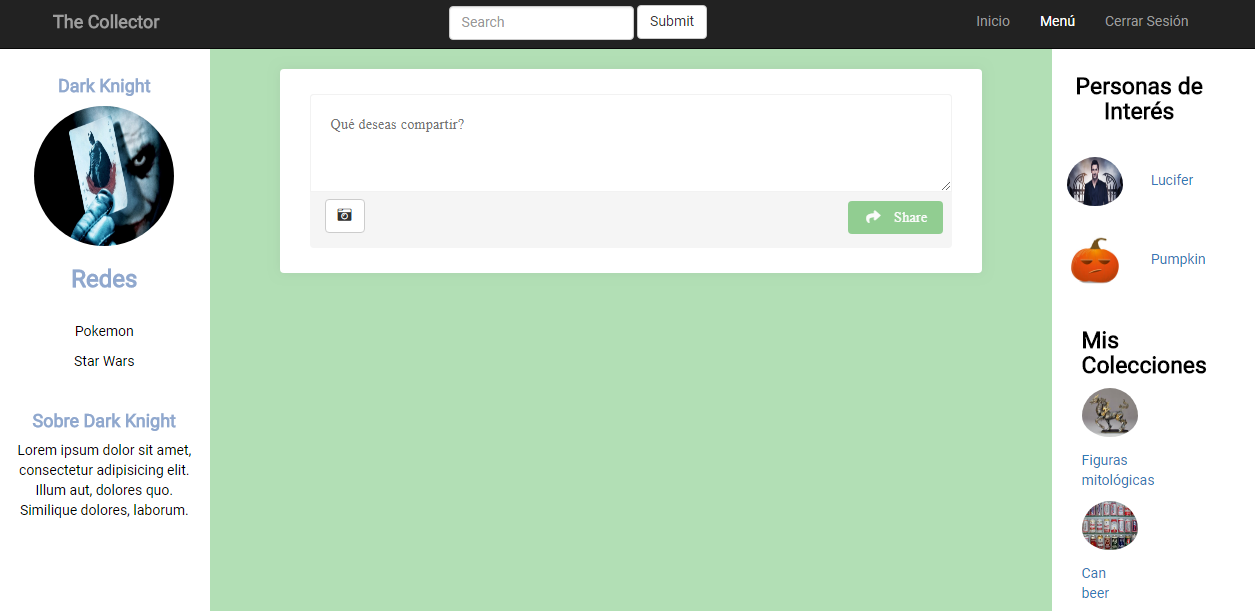 The Collector
Search
Submit
Inicio
Menú
Cerrar Sesión
Dark Knight
Redes
Pokemon
Star Wars
Sobre Dark Knight
Lorem ipsum dolor sit amet,
consectetur adipisicing elit.
Illum aut, dolores quo.
Similique dolores, laborum.
Qué deseas compartir?
Share
Personas de
Interés
Lucifer
Pumpkin
Mis
Colecciones
Figuras
mitológicas
Can
beer